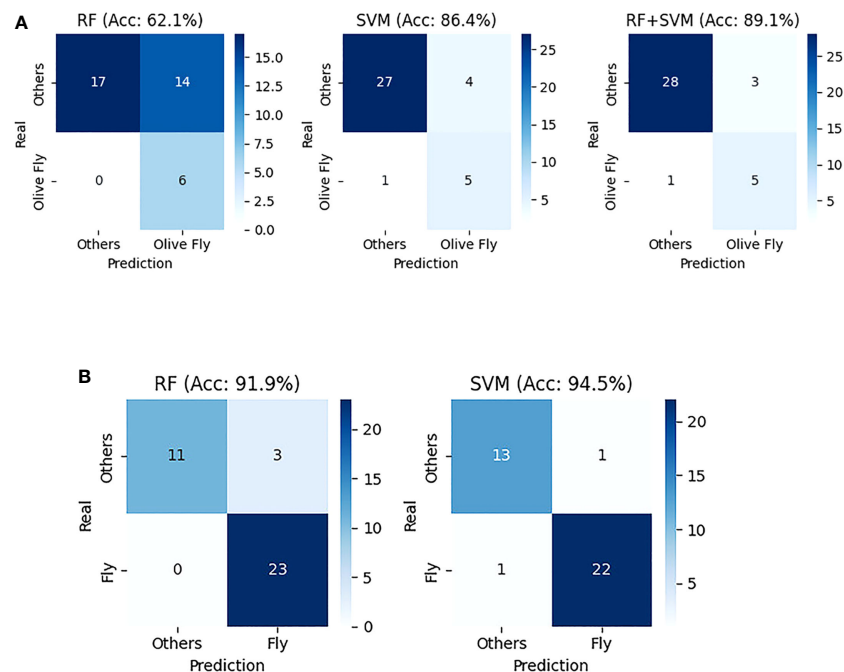 A
RF (Acc: 62.1%)
SVM (Acc: 86.4%)
RF+SVM (Acc: 89.1%)
Real
Others
Olive Fly
17
14
0
6
Others
Olive Fly
Prediction
15.0
12.5
10.0
7.5
5.0
2.5
0.0
Real
Others
Olive Fly
27
4
1
5
Others
Olive Fly
Prediction
25
20
15
10
5
Real
Others
Olive Fly
28
3
1
5
Others
Olive Fly
Prediction
25
20
15
10
5
B
RF (Acc: 91.9%)
SVM (Acc: 94.5%)
Real
Others
Fly
11
3
0
23
Others
Fly
Prediction
20
15
10
5
0
Real
Others
Fly
13
1
1
22
Others
Fly
Prediction
20
15
10
5